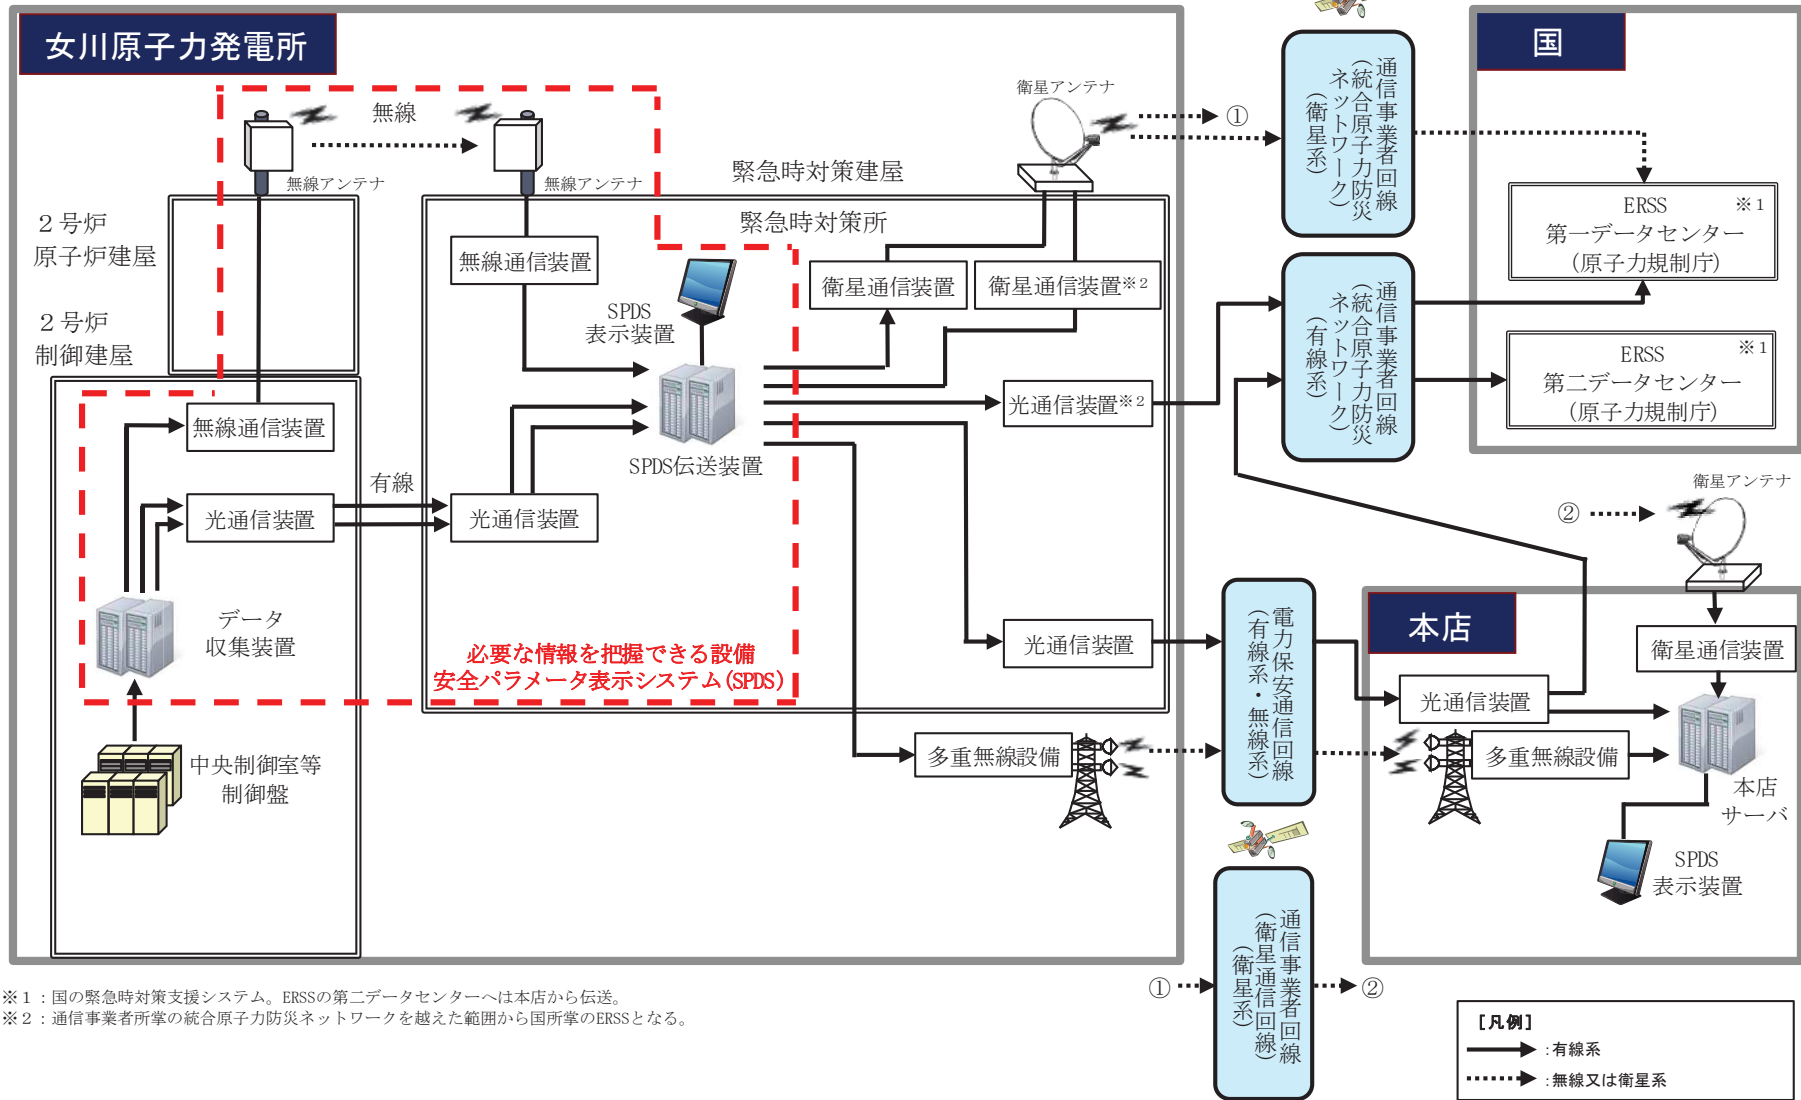 女川原子力発電所
国
無線
無線アンテナ
無線アンテナ
衛星アンテナ
①
通信事業者回線
(統合原子力防災
ネットワーク)
(衛星系)
緊急時対策建屋
緊急時対策所
2号炉
原子炉建屋
2号炉
制御建屋
ERSS ※1
第一データセンター
(原子力規制庁)
無線通信装置
SPDS
表示装置
衛星通信装置
衛星通信装置※2
通信事業者回線
(統合原子力防災
ネットワーク)
(有線系)
ERSS ※1
第二データセンター
(原子力規制庁)
無線通信装置
光通信装置※2
SPDS伝送装置
有線
光通信装置
光通信装置
衛星アンテナ
②
データ
収集装置
必要な情報を把握できる設備
安全パラメータ表示システム(SPDS)
光通信装置
電力保安通信回線
(有線系・無線系)
本店
衛星通信装置
光通信装置
中央制御室等
制御盤
多重無線設備
多重無線設備
本店
サーバ
SPDS
表示装置
①
通信事業者回線
(衛星通信回線)
(衛星系)
②
※1:国の緊急時対策支援システム。ERSSの第二データセンターへは本店から伝送。
※2:通信事業者所掌の統合原子力防災ネットワークを越えた範囲から国所掌のERSSとなる。
[凡例]
:有線系
:無線又は衛星系